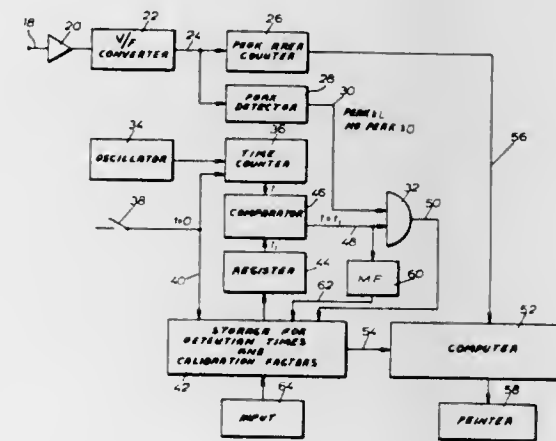 18
20
22
V/F
CONVERTER
24
26
PEAK AREA
COUNTER
28
PEAK
DETECTOR
30
PEAK ≙ L
NO PEAK ≙ O
34
OSCILLATOR
36
TIME
COUNTER
32
50
56
38
t=0
t
COMPARATOR
46
t = t₁
48
40
t₁
REGISTER
44
62
M F
60
STORAGE FOR
DETENTION TIMES
AND
CALIBRATION FACTORS
42
54
52
COMPUTER
INPUT
64
PRINTER
58